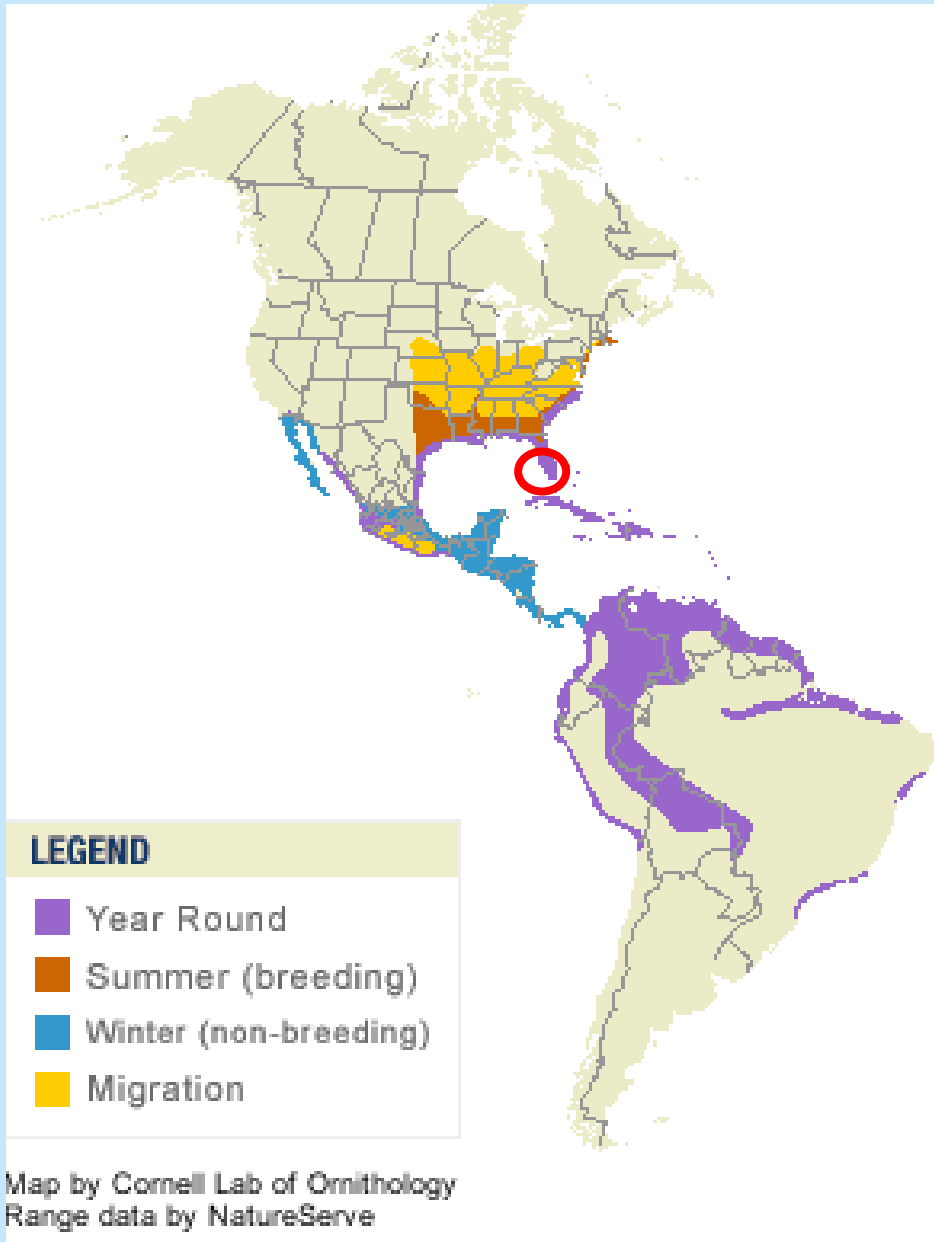 LEGEND
Year Round
Summer (breeding)
Winter (non-breeding)
Migration
Map by Cornell Lab of Ornithology
Range data by NatureServe